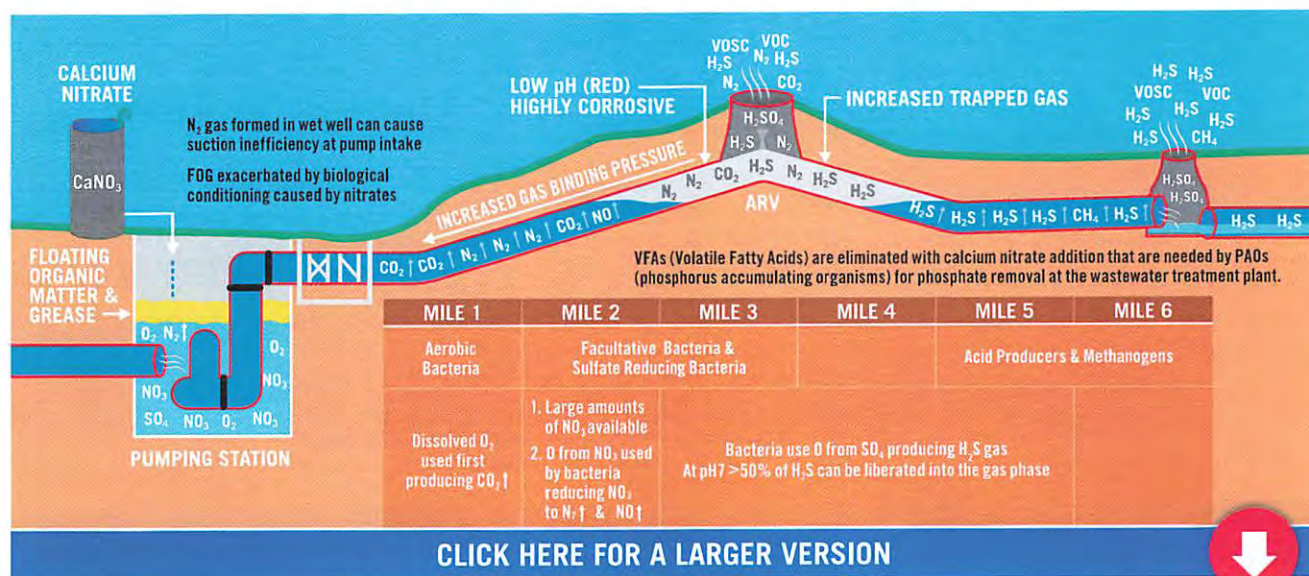 CALCIUM
NITRATE
CaNO₃
N₂ gas formed in wet well can cause
suction inefficiency at pump intake
FOG exacerbated by biological
conditioning caused by nitrates
FLOATING
ORGANIC
MATTER &
GREASE
O₂ N₂↑
O₂
NO₃
NO₃
SO₄ NO₃ O₂ NO₃
PUMPING STATION
LOW pH (RED)
HIGHLY CORROSIVE
INCREASED GAS BINDING PRESSURE
VOSC VOC
H₂S N₂ H₂S
N₂ CO₂
H₂SO₄
H₂S N₂
INCREASED TRAPPED GAS
CO₂↑ CO₂↑ N₂↑ N₂↑ N₂↑ CO₂↑ NO↑
N₂ N₂ CO₂ H₂S N₂ H₂S H₂S
ARV
H₂S↑ H₂S↑ H₂S↑ H₂S↑ CH₄↑ H₂S↑
H₂S H₂S
VOSC VOC
H₂S H₂S
H₂S CH₄
H₂SO₄
H₂SO₄
H₂S H₂S
VFAs (Volatile Fatty Acids) are eliminated with calcium nitrate addition that are needed by PAOs
(phosphorus accumulating organisms) for phosphate removal at the wastewater treatment plant.
MILE 1 MILE 2 MILE 3 MILE 4 MILE 5 MILE 6
Aerobic
Bacteria
Facultative Bacteria &
Sulfate Reducing Bacteria
Acid Producers & Methanogens
Dissolved O₂
used first
producing CO₂↑
1. Large amounts
of NO₃ available
2. O from NO₃ used
by bacteria
reducing NO₃
to N₂↑ & NO↑
Bacteria use O from SO₄ producing H₂S gas
At pH7 >50% of H₂S can be liberated into the gas phase
CLICK HERE FOR A LARGER VERSION